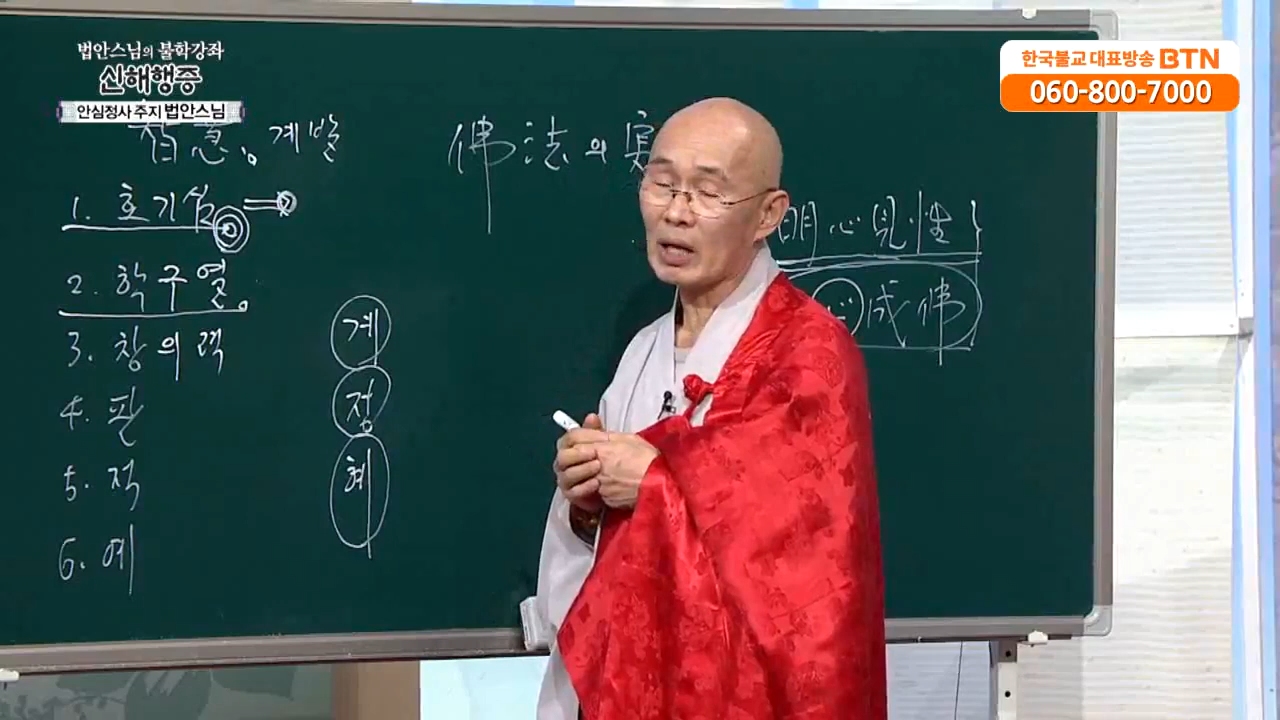 법안스님의 불학강좌
신해행증
안심정사 주지 법안스님
한국불교 대표방송 BTN
060-800-7000
智慧 계발
1. 호기심
2. 학구열
3. 창의력
4. 판
5. 적
6. 예
계
정
혜
佛法의
明心見性
心成佛